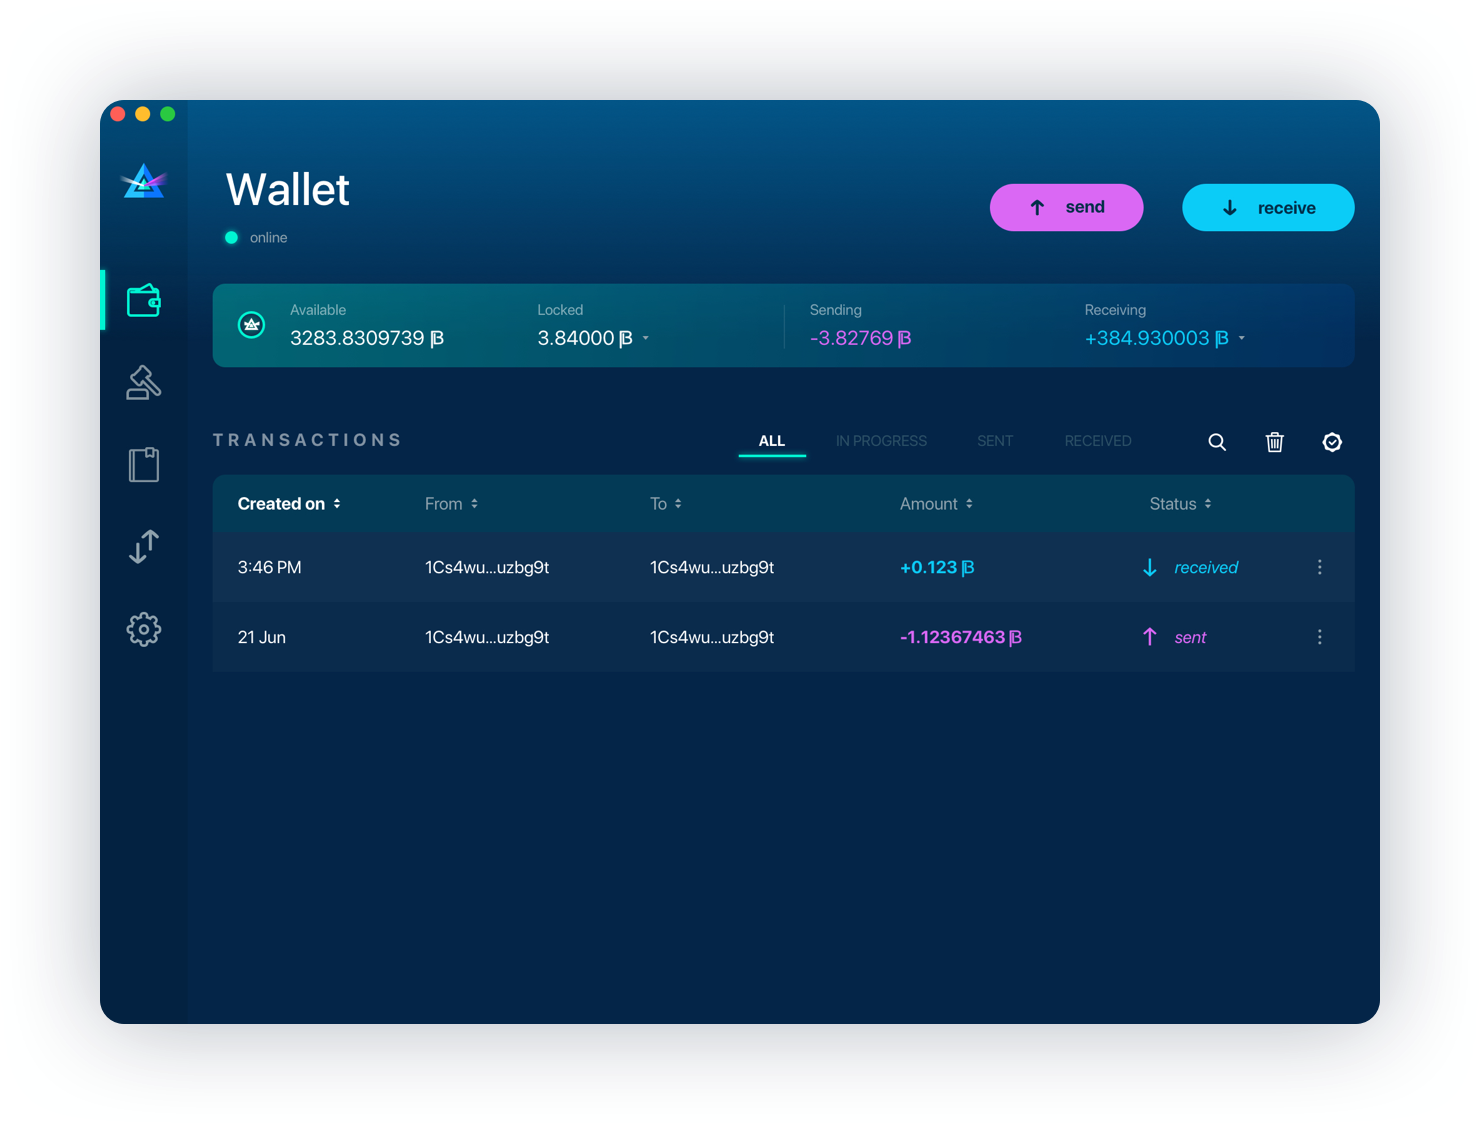 Wallet
online
send
receive
Available
3283.8309739
Locked
3.84000
Sending
-3.82769
Receiving
+384.930003
TRANSACTIONS
ALL
IN PROGRESS
SENT
RECEIVED
Created on
From
To
Amount
Status
3:46 PM
1Cs4wu...uzbg9t
1Cs4wu...uzbg9t
+0.123
received
21 Jun
1Cs4wu...uzbg9t
1Cs4wu...uzbg9t
-1.12367463
sent